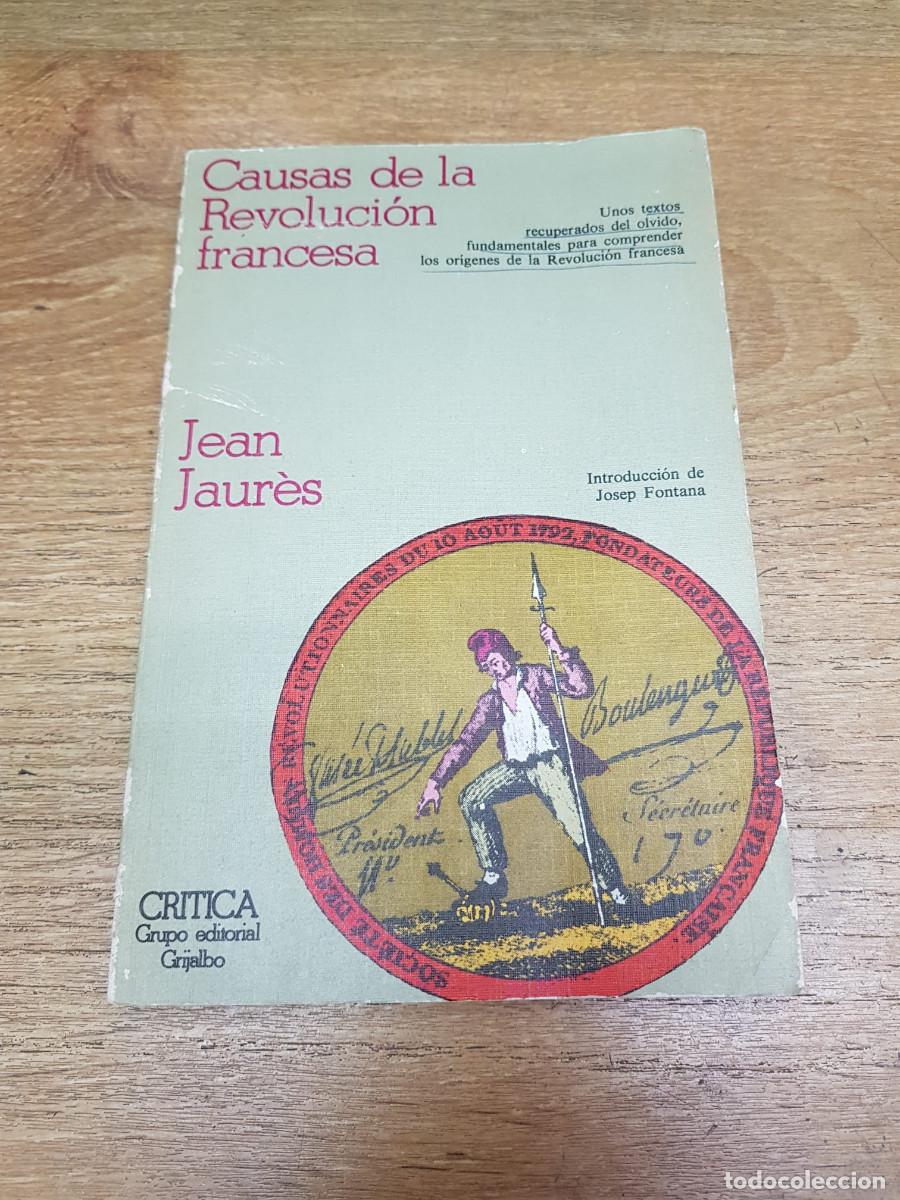 Causas de la
Revolución
francesa
Unos textos
recuperados del olvido,
fundamentales para comprender
los orígenes de la Revolución francesa
Jean
Jaurès
Introducción de
Josep Fontana
SOCIÉTÉ DES HOMMES RÉVOLUTIONNAIRES DU 10 AOÛT 1792, FONDATEURS DE LA RÉPUBLIQUE FRANÇAISE
Président
Secrétaire
CRITICA
Grupo editorial
Grijalbo
todocoleccion